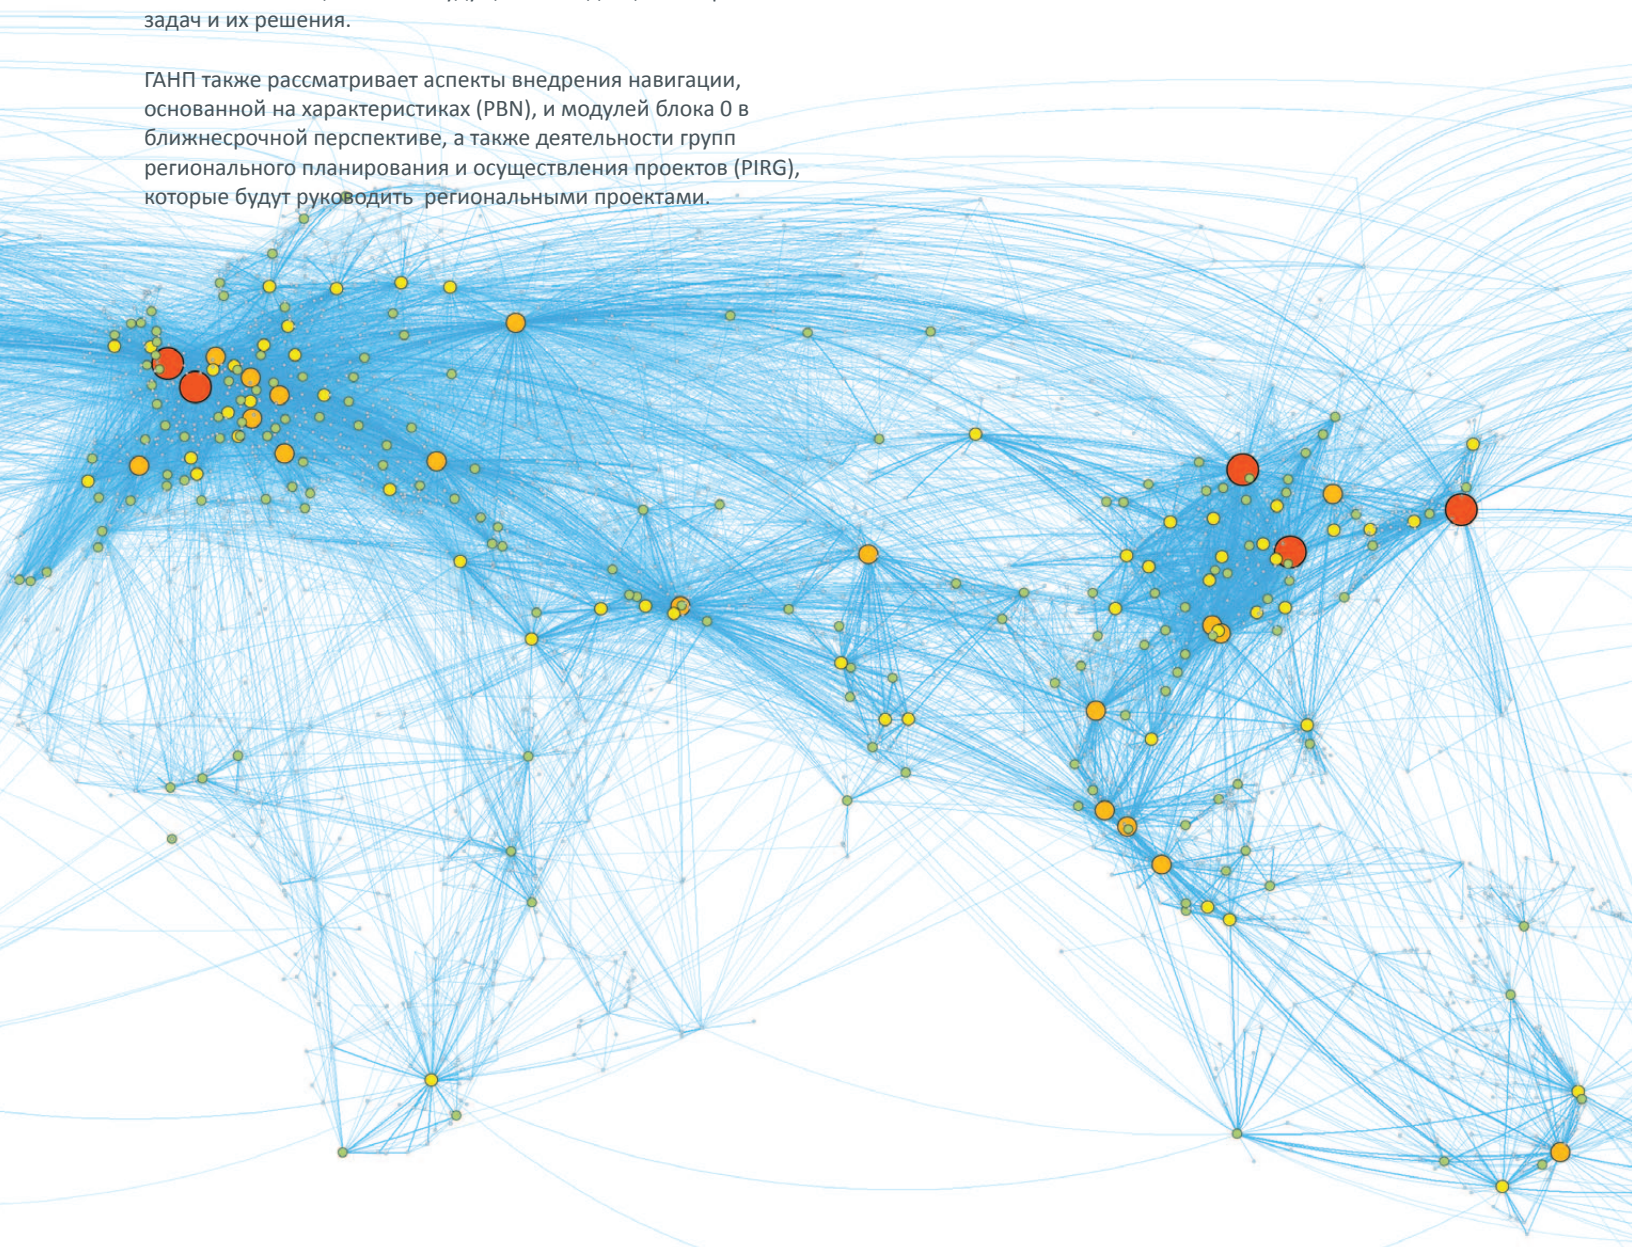 задач и их решения.
ГАНП также рассматривает аспекты внедрения навигации,
основанной на характеристиках (PBN), и модулей блока 0 в
ближнесрочной перспективе, а также деятельности групп
регионального планирования и осуществления проектов (PIRG),
которые будут руководить региональными проектами.